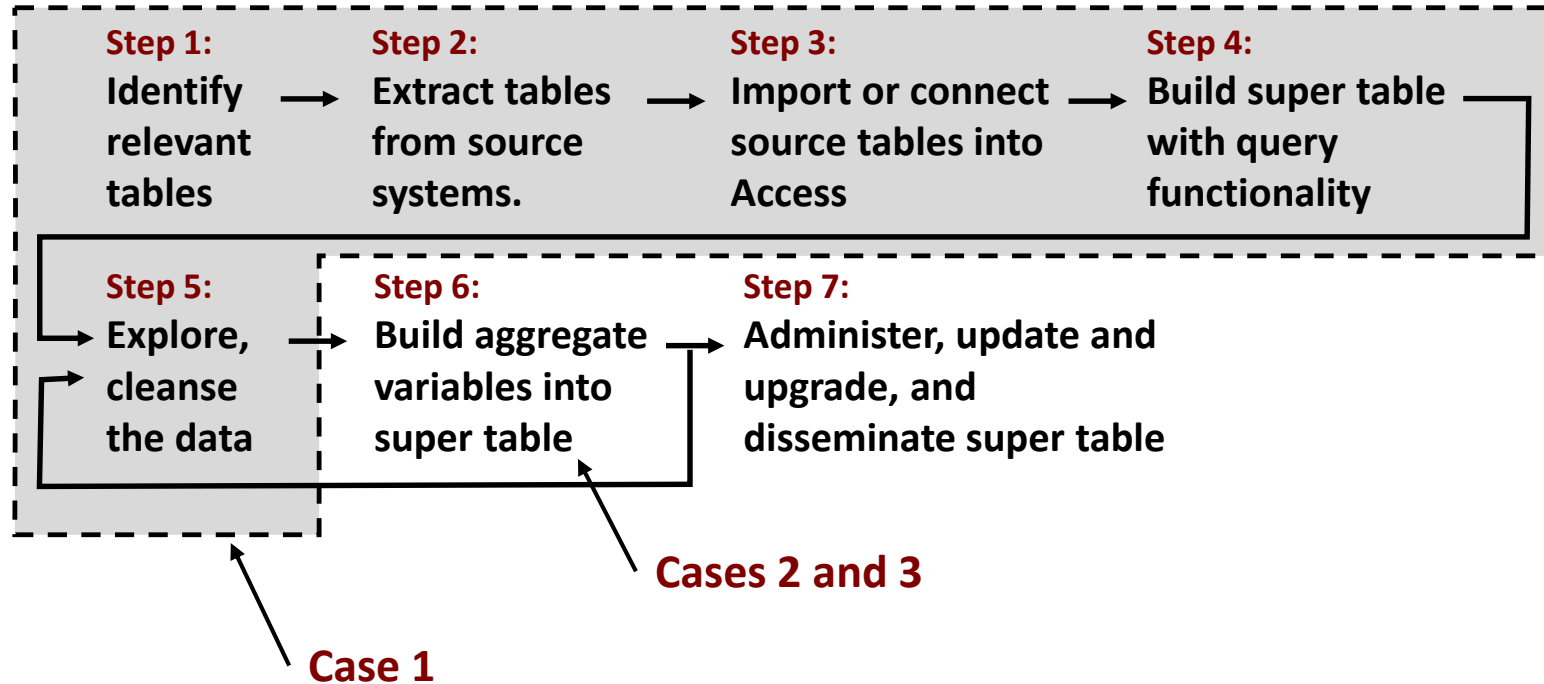 Step 1:
Identify
relevant
tables
Step 2:
Extract tables
from source
systems.
Step 3:
Import or connect
source tables into
Access
Step 4:
Build super table
with query
functionality
Step 5:
Explore,
cleanse
the data
Step 6:
Build aggregate
variables into
super table
Step 7:
Administer, update and
upgrade, and
disseminate super table
Cases 2 and 3
Case 1